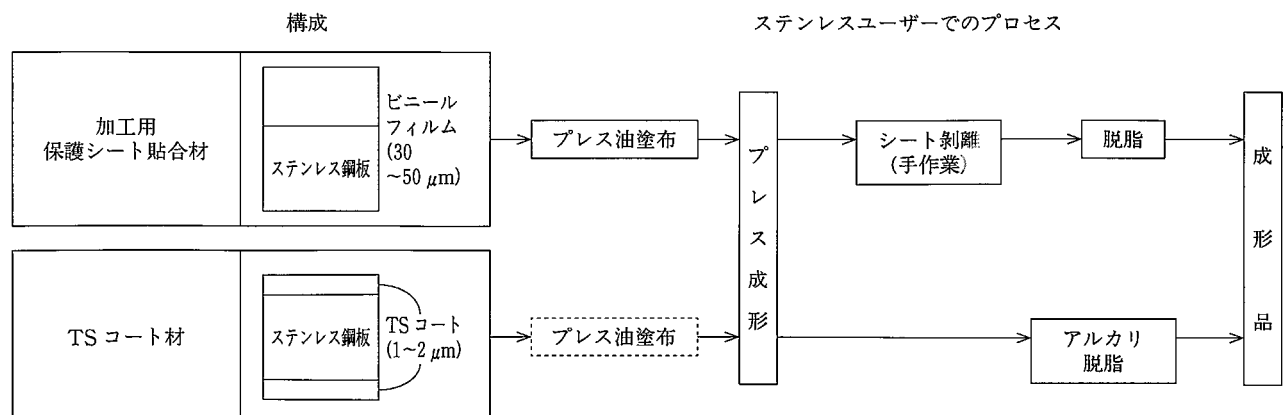 構成
ステンレスユーザーでのプロセス
加工用
保護シート貼合材
ステンレス鋼板
ビニール
フィルム
(30
~50 μm)
プレス油塗布
プレス成形
シート剥離
(手作業)
脱脂
成形品
TSコート材
ステンレス鋼板
TSコート
(1~2 μm)
プレス油塗布
アルカリ
脱脂